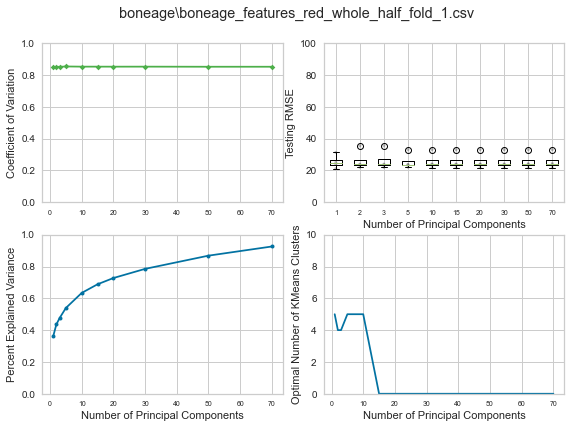 boneage\boneage_features_red_whole_half_fold_1.csv
Coefficient of Variation
1.0
0.8
0.6
0.4
0.2
0.0
0 10 20 30 40 50 60 70
Testing RMSE
100
80
60
40
20
0
1 2 3 5 10 15 20 30 50 70
Number of Principal Components
Percent Explained Variance
1.0
0.8
0.6
0.4
0.2
0.0
0 10 20 30 40 50 60 70
Number of Principal Components
Optimal Number of KMeans Clusters
10
8
6
4
2
0
0 10 20 30 40 50 60 70
Number of Principal Components